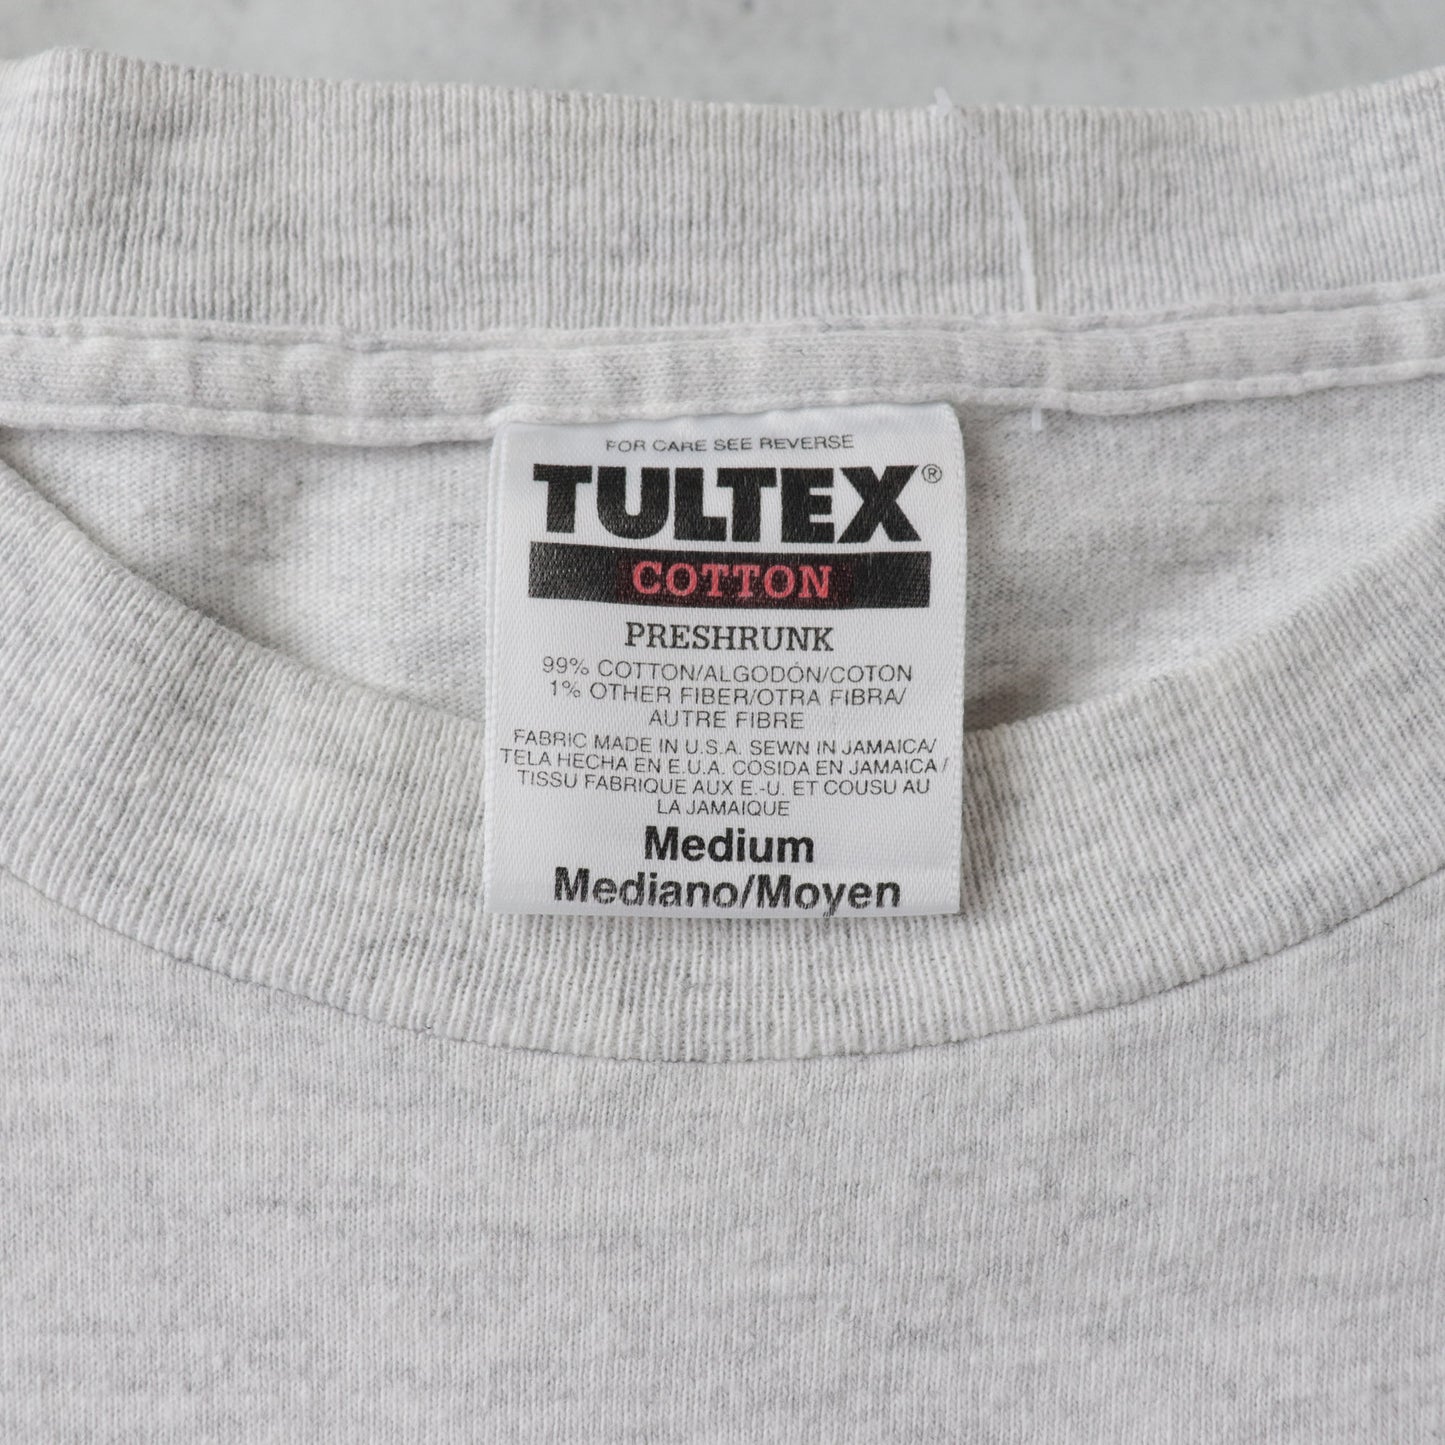 FOR CARE SEE REVERSE
TULTEX®
COTTON
PRESHRUNK
99% COTTON/ALGODÓN/COTON
1% OTHER FIBER/OTRA FIBRA/
AUTRE FIBRE
FABRIC MADE IN U.S.A. SEWN IN JAMAICA/
TELA HECHA EN E.U.A. COSIDA EN JAMAICA/
TISSU FABRIQUE AUX E.-U. ET COUSU AU
LA JAMAIQUE
Medium
Mediano/Moyen